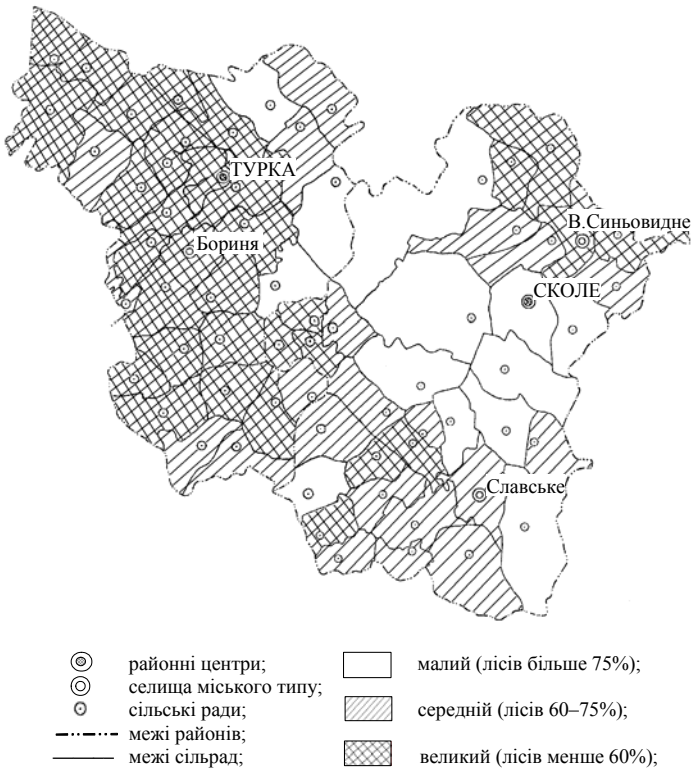 ТУРКА
В.Синьовидне
Бориня
СКОЛЕ
Славське
районні центри;
селища міського типу;
сільські ради;
межі районів;
межі сільрад;
малий (лісів більше 75%);
середній (лісів 60–75%);
великий (лісів менше 60%);